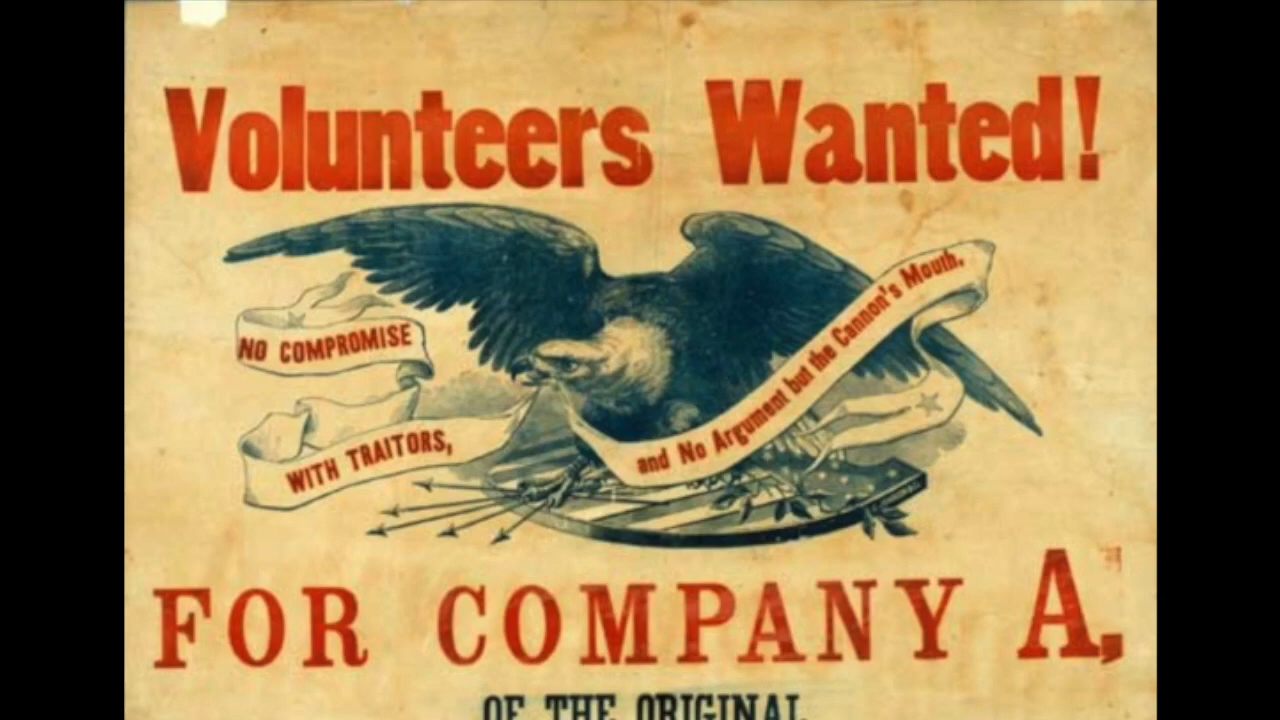 Volunteers Wanted!
NO COMPROMISE
WITH TRAITORS,
and No Argument but the Cannon's Mouth.
FOR COMPANY A,
OF THE ORIGINAL